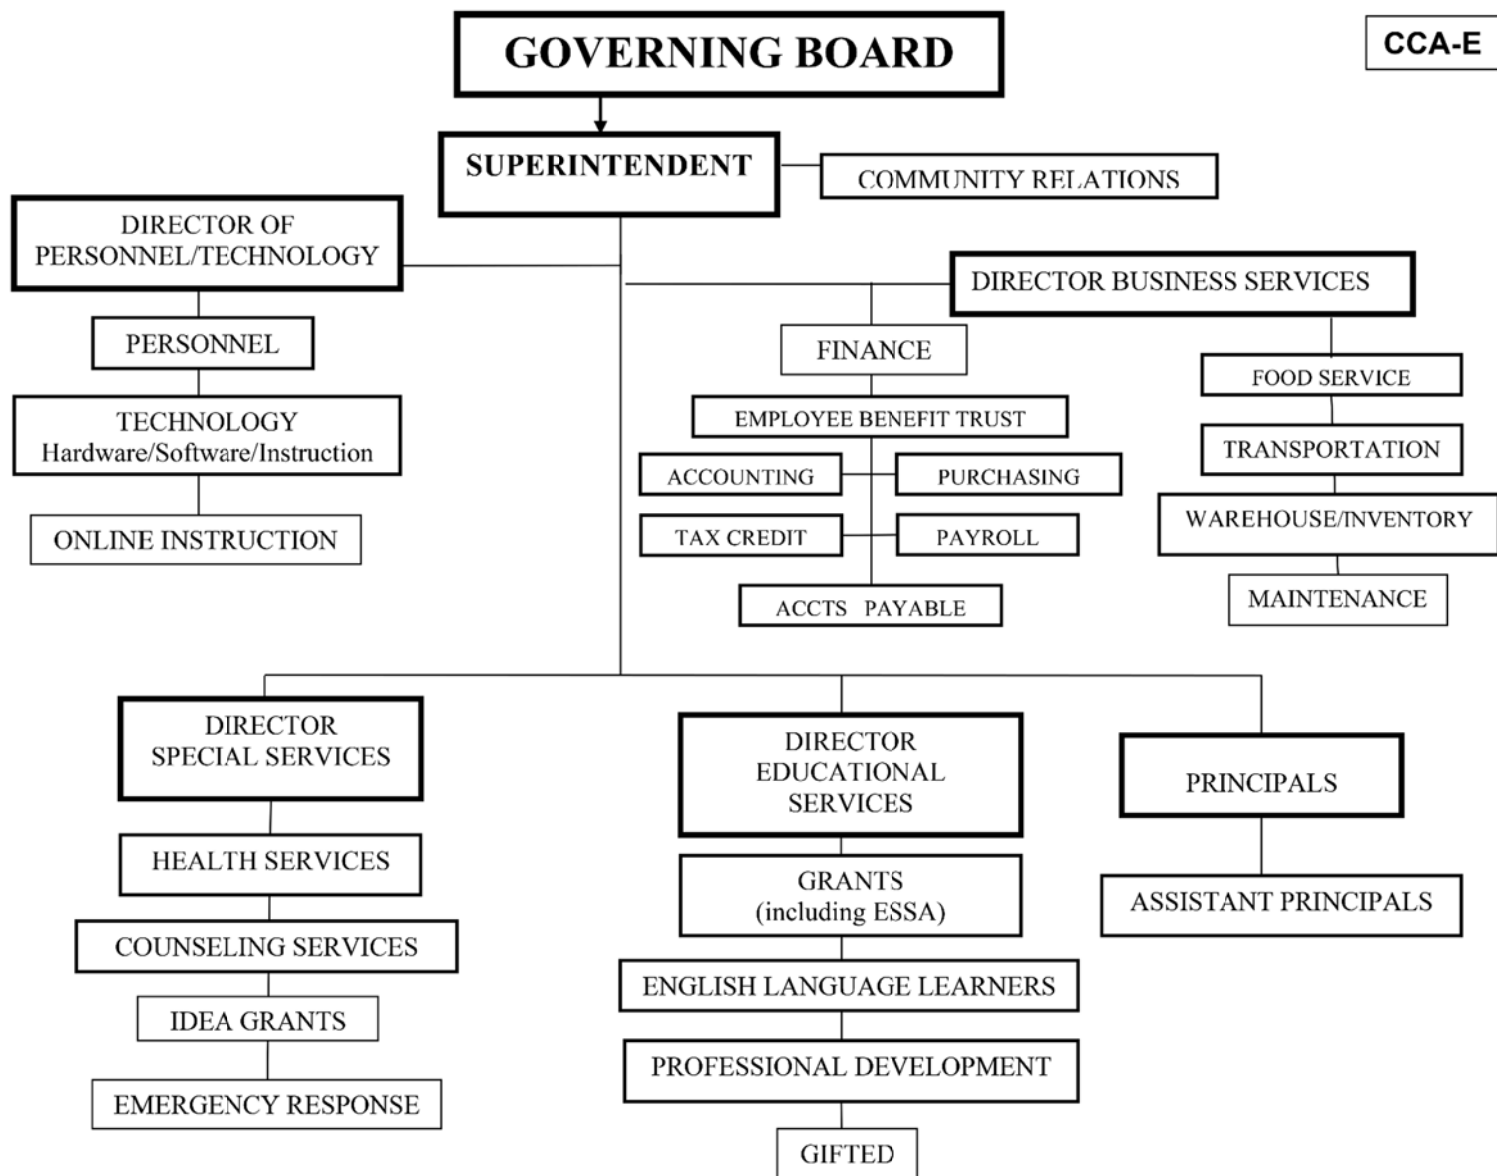 GOVERNING BOARD
CCA-E
SUPERINTENDENT
COMMUNITY RELATIONS
DIRECTOR OF
PERSONNEL/TECHNOLOGY
DIRECTOR BUSINESS SERVICES
PERSONNEL
FINANCE
FOOD SERVICE
TECHNOLOGY
Hardware/Software/Instruction
EMPLOYEE BENEFIT TRUST
TRANSPORTATION
ACCOUNTING
PURCHASING
WAREHOUSE/INVENTORY
ONLINE INSTRUCTION
TAX CREDIT
PAYROLL
ACCTS PAYABLE
MAINTENANCE
DIRECTOR
SPECIAL SERVICES
DIRECTOR
EDUCATIONAL
SERVICES
PRINCIPALS
HEALTH SERVICES
GRANTS
(including ESSA)
ASSISTANT PRINCIPALS
COUNSELING SERVICES
ENGLISH LANGUAGE LEARNERS
IDEA GRANTS
PROFESSIONAL DEVELOPMENT
EMERGENCY RESPONSE
GIFTED